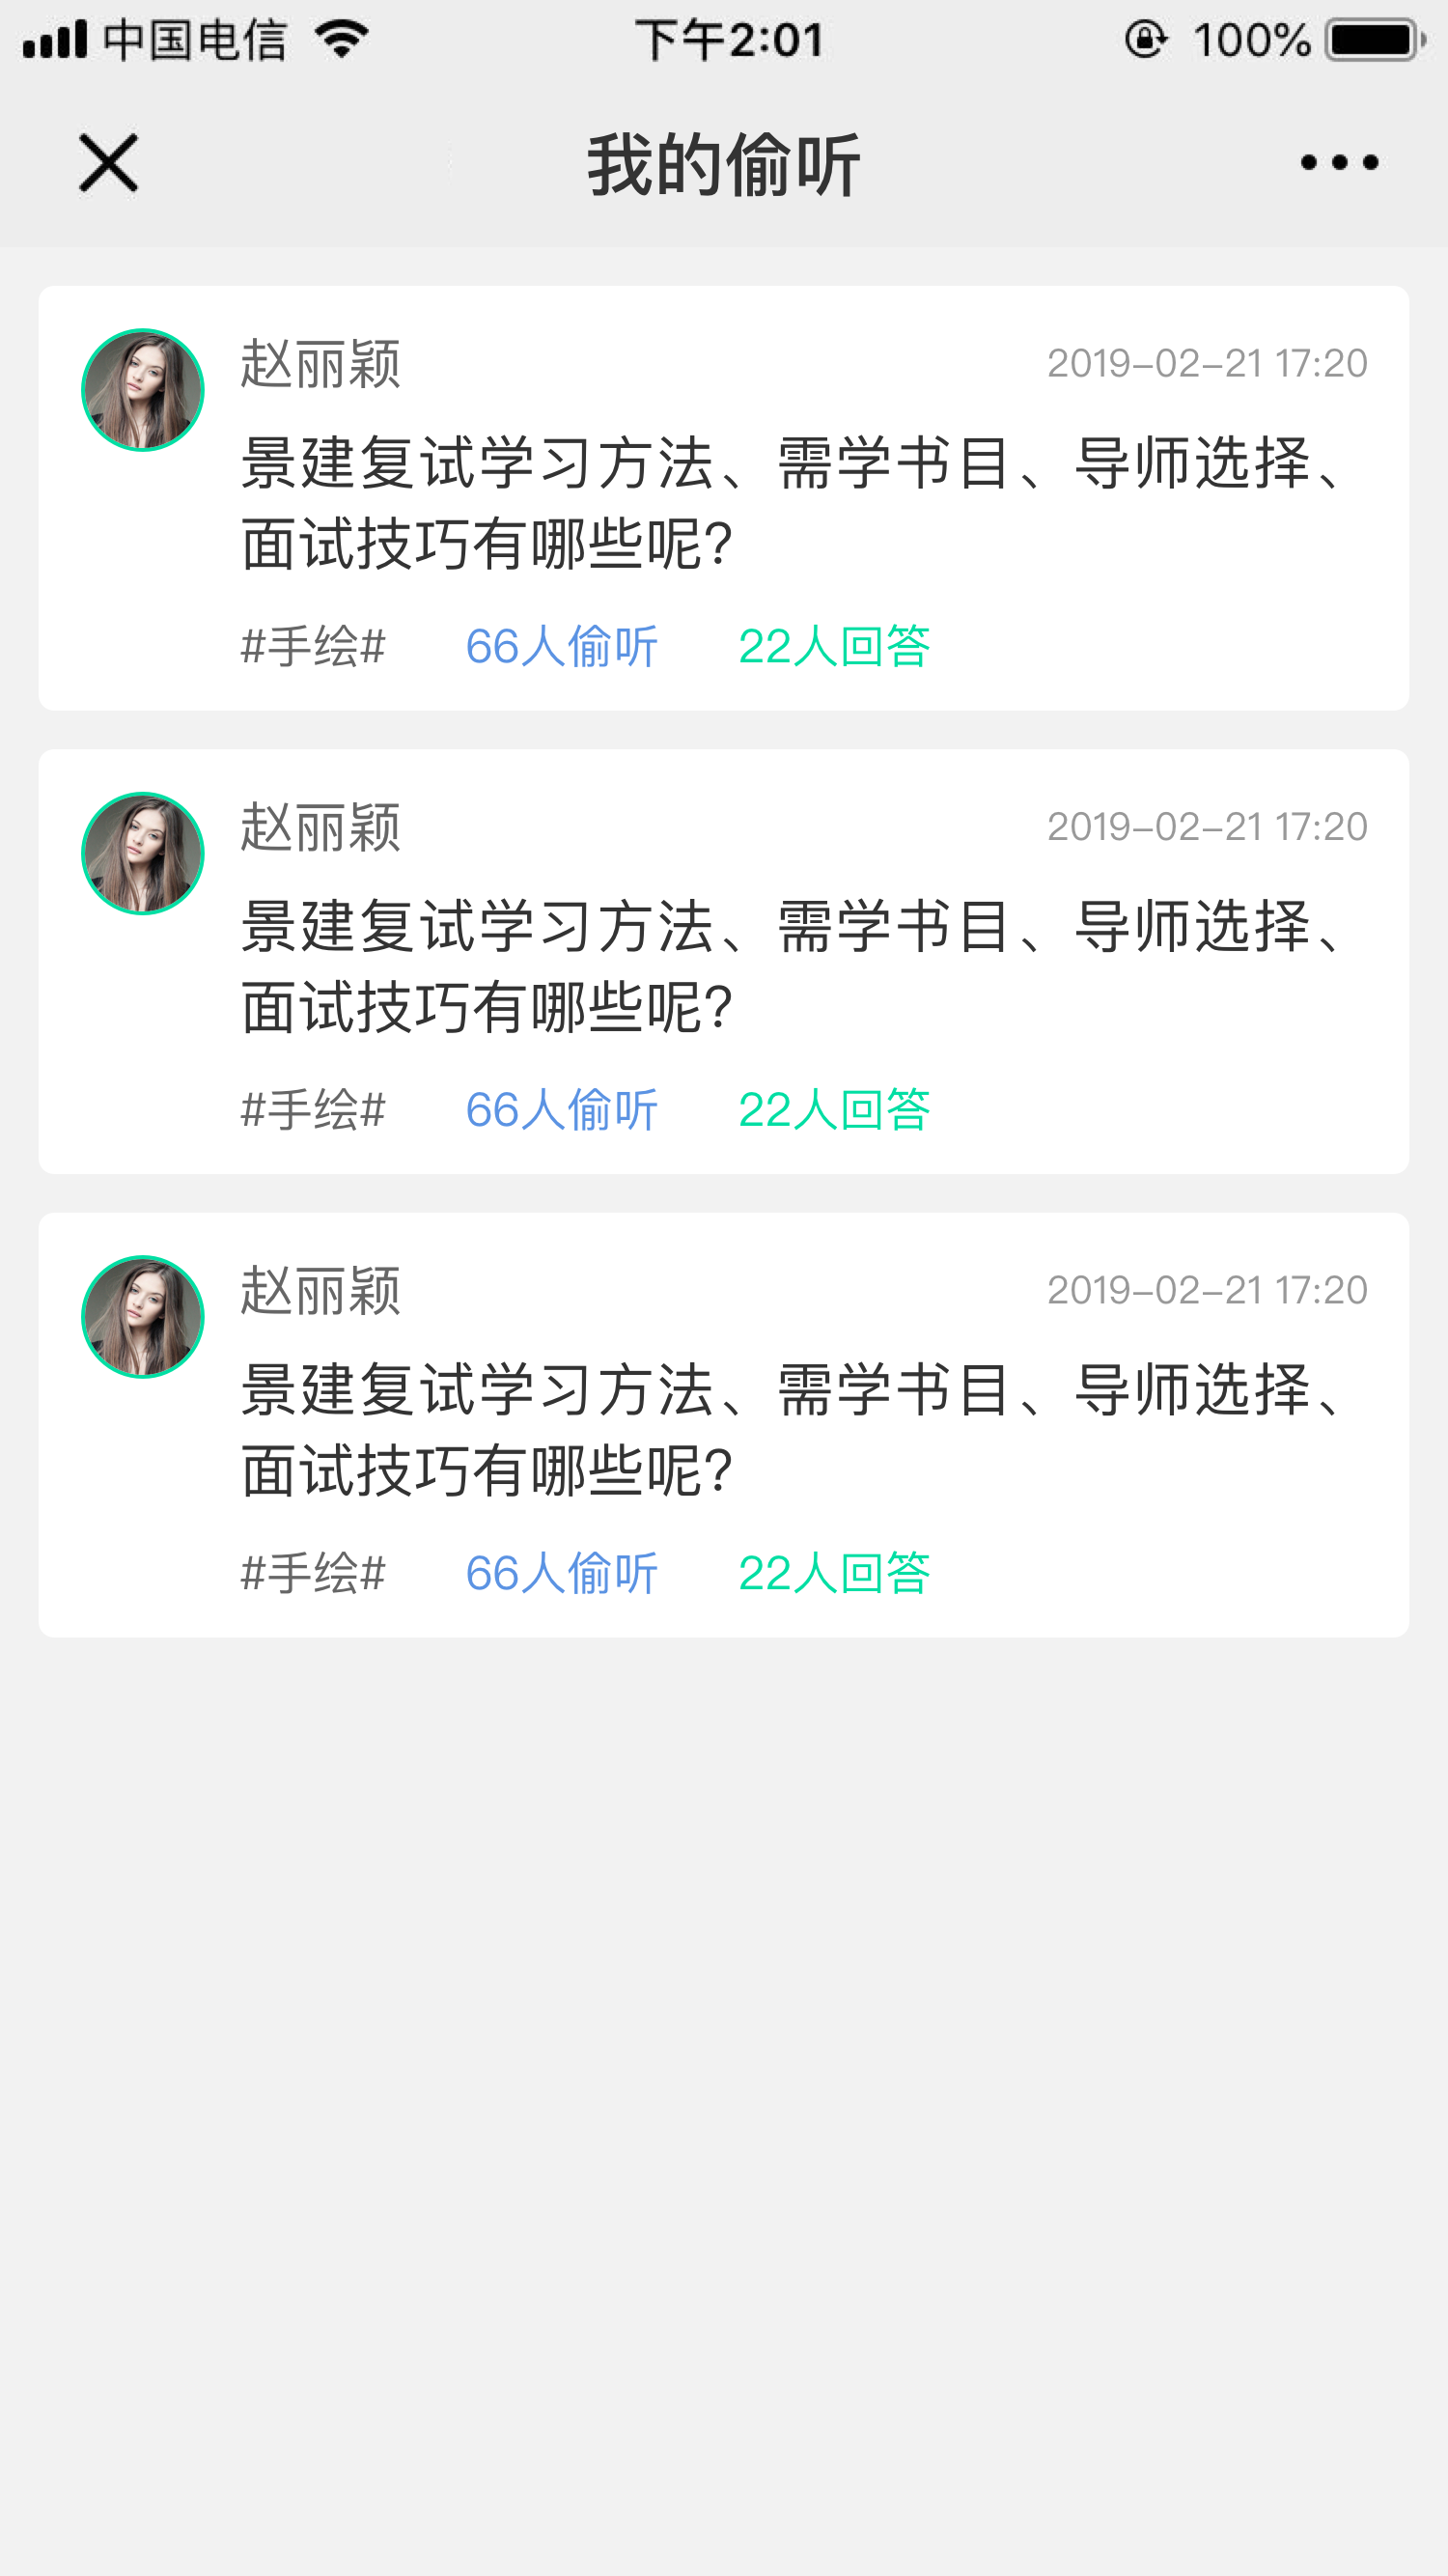 中国电信 下午2:01 100%
我的偷听
赵丽颖 2019-02-21 17:20
景建复试学习方法、需学书目、导师选择、
面试技巧有哪些呢?
#手绘# 66人偷听 22人回答
赵丽颖 2019-02-21 17:20
景建复试学习方法、需学书目、导师选择、
面试技巧有哪些呢?
#手绘# 66人偷听 22人回答
赵丽颖 2019-02-21 17:20
景建复试学习方法、需学书目、导师选择、
面试技巧有哪些呢?
#手绘# 66人偷听 22人回答